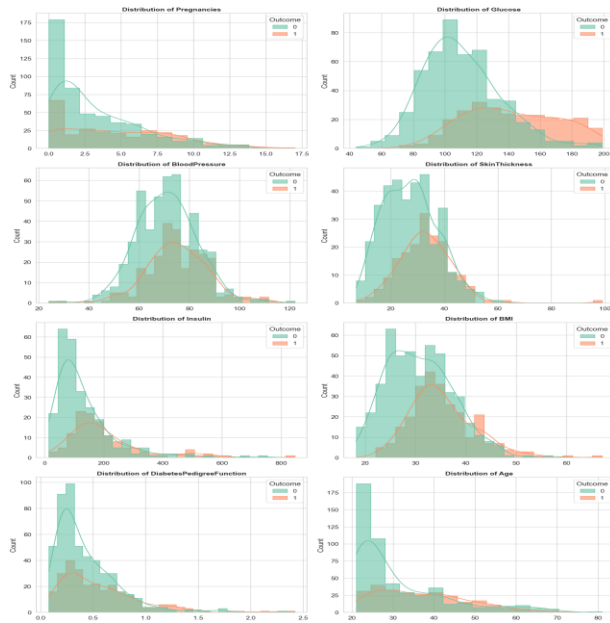 Distribution of Pregnancies
Outcome
0
1
Count
175
150
125
100
75
50
25
0
0.0 2.5 5.0 7.5 10.0 12.5 15.0 17.5
Distribution of Glucose
Outcome
0
1
Count
80
60
40
20
0
40 60 80 100 120 140 160 180 200
Distribution of BloodPressure
Outcome
0
1
Count
60
50
40
30
20
10
0
20 40 60 80 100 120
Distribution of SkinThickness
Outcome
0
1
Count
40
30
20
10
0
20 40 60 80 100
Distribution of Insulin
Outcome
0
1
Count
60
50
40
30
20
10
0
0 200 400 600 800
Distribution of BMI
Outcome
0
1
Count
60
50
40
30
20
10
0
20 30 40 50 60
Distribution of DiabetesPedigreeFunction
Outcome
0
1
Count
100
80
60
40
20
0
0.0 0.5 1.0 1.5 2.0 2.5
Distribution of Age
Outcome
0
1
Count
175
150
125
100
75
50
25
0
20 30 40 50 60 70 80